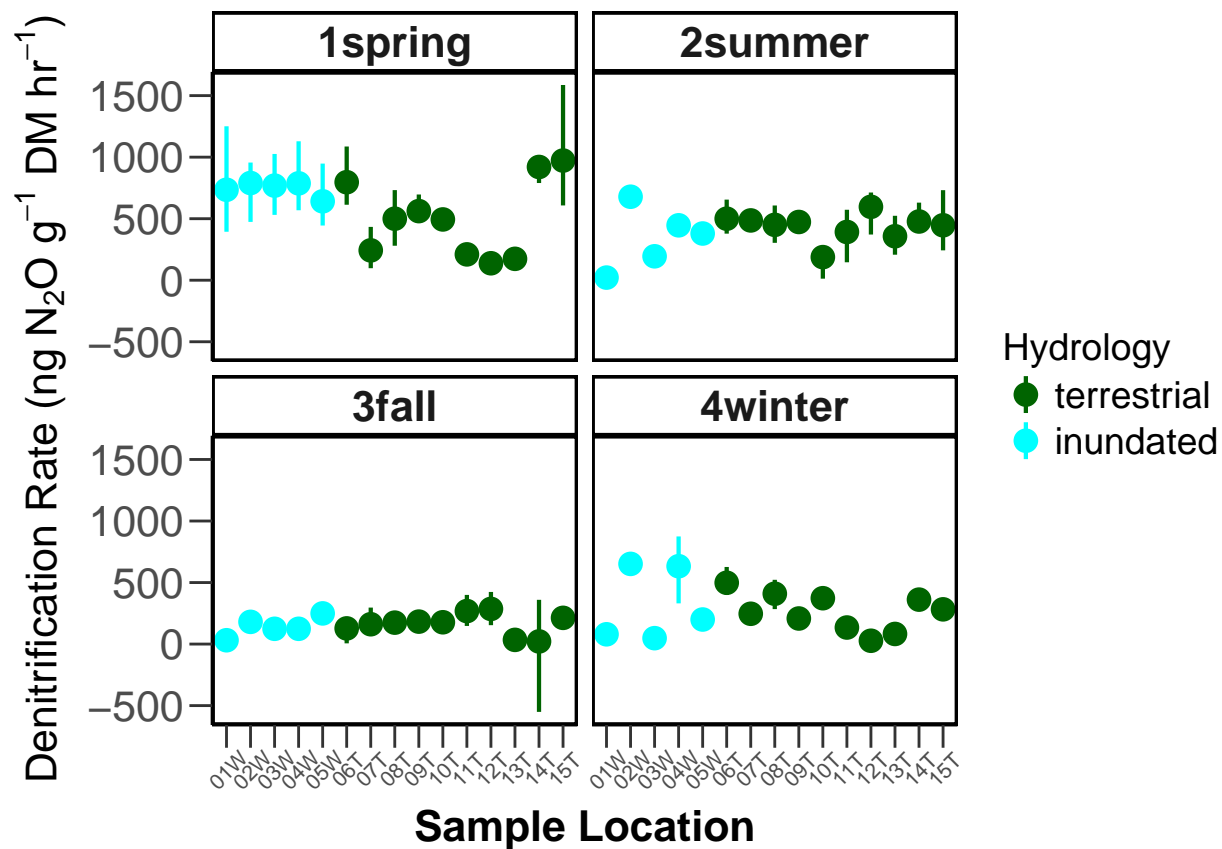 Denitrification Rate (ng N₂O g⁻¹ DM hr⁻¹)
1spring
2summer
1500
1000
500
0
−500
3fall
4winter
1500
1000
500
0
−500
01W 02W 03W 04W 05W 06T 07T 08T 09T 10T 11T 12T 13T 14T 15T
01W 02W 03W 04W 05W 06T 07T 08T 09T 10T 11T 12T 13T 14T 15T
Sample Location
Hydrology
terrestrial
inundated